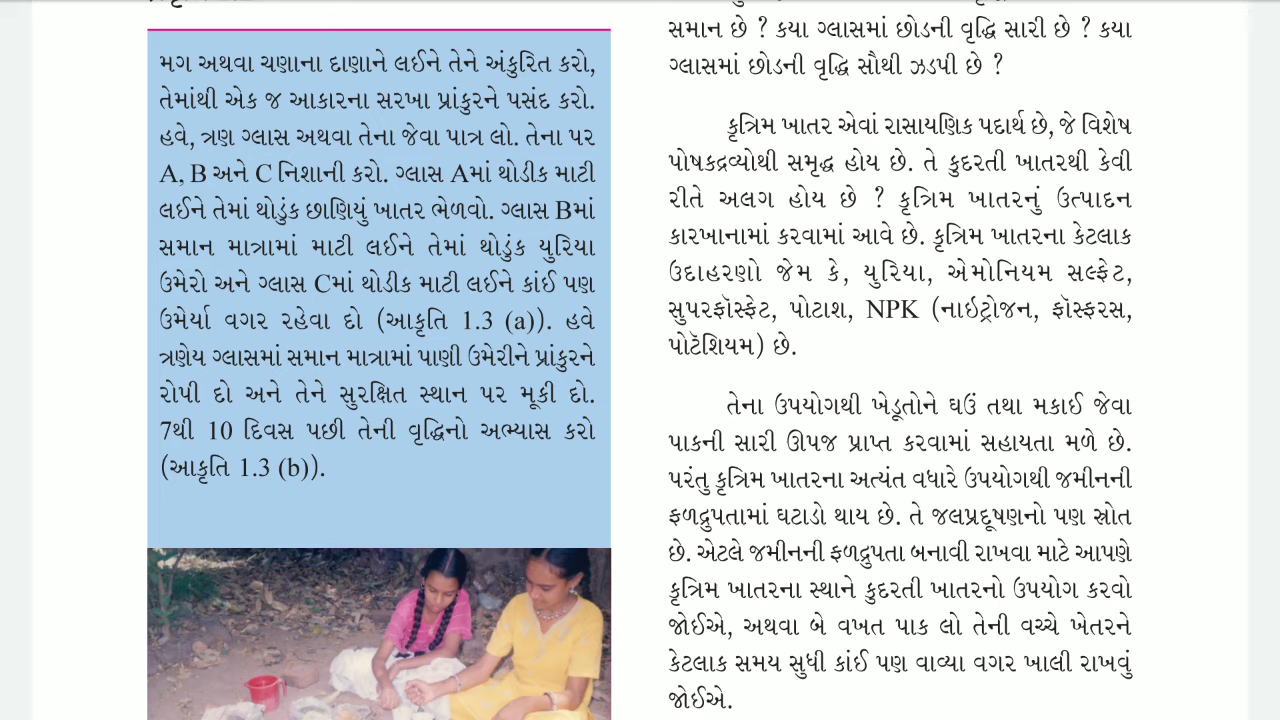 મગ અથવા ચણાના દાણાને લઈને તેને અંકુરિત કરો,
તેમાંથી એક જ આકારના સરખા પ્રાંકુરને પસંદ કરો.
હવે, ત્રણ ગ્લાસ અથવા તેના જેવા પાત્ર લો. તેના પર
A, B અને C નિશાની કરો. ગ્લાસ Aમાં થોડીક માટી
લઈને તેમાં થોડુંક છાણિયું ખાતર ભેળવો. ગ્લાસ Bમાં
સમાન માત્રામાં માટી લઈને તેમાં થોડુંક યુરિયા
ઉમેરો અને ગ્લાસ Cમાં થોડીક માટી લઈને કાંઈ પણ
ઉમેર્યા વગર રહેવા દો (આકૃતિ 1.3 (a)). હવે
ત્રણેય ગ્લાસમાં સમાન માત્રામાં પાણી ઉમેરીને પ્રાંકુરને
રોપી દો અને તેને સુરક્ષિત સ્થાન પર મૂકી દો.
7થી 10 દિવસ પછી તેની વૃદ્ધિનો અભ્યાસ કરો
(આકૃતિ 1.3 (b)).
સમાન છે ? કયા ગ્લાસમાં છોડની વૃદ્ધિ સારી છે ? કયા
ગ્લાસમાં છોડની વૃદ્ધિ સૌથી ઝડપી છે ?
કૃત્રિમ ખાતર એવાં રાસાયણિક પદાર્થ છે, જે વિશેષ
પોષકદ્રવ્યોથી સમૃદ્ધ હોય છે. તે કુદરતી ખાતરથી કેવી
રીતે અલગ હોય છે ? કૃત્રિમ ખાતરનું ઉત્પાદન
કારખાનામાં કરવામાં આવે છે. કૃત્રિમ ખાતરના કેટલાક
ઉદાહરણો જેમ કે, યુરિયા, એમોનિયમ સલ્ફેટ,
સુપરફૉસ્ફેટ, પોટાશ, NPK (નાઇટ્રોજન, ફૉસ્ફરસ,
પોટૅશિયમ) છે.
તેના ઉપયોગથી ખેડૂતોને ઘઉં તથા મકાઈ જેવા
પાકની સારી ઊપજ પ્રાપ્ત કરવામાં સહાયતા મળે છે.
પરંતુ કૃત્રિમ ખાતરના અત્યંત વધારે ઉપયોગથી જમીનની
ફળદ્રુપતામાં ઘટાડો થાય છે. તે જલપ્રદૂષણનો પણ સ્રોત
છે. એટલે જમીનની ફળદ્રુપતા બનાવી રાખવા માટે આપણે
કૃત્રિમ ખાતરના સ્થાને કુદરતી ખાતરનો ઉપયોગ કરવો
જોઈએ, અથવા બે વખત પાક લો તેની વચ્ચે ખેતરને
કેટલાક સમય સુધી કાંઈ પણ વાવ્યા વગર ખાલી રાખવું
જોઈએ.